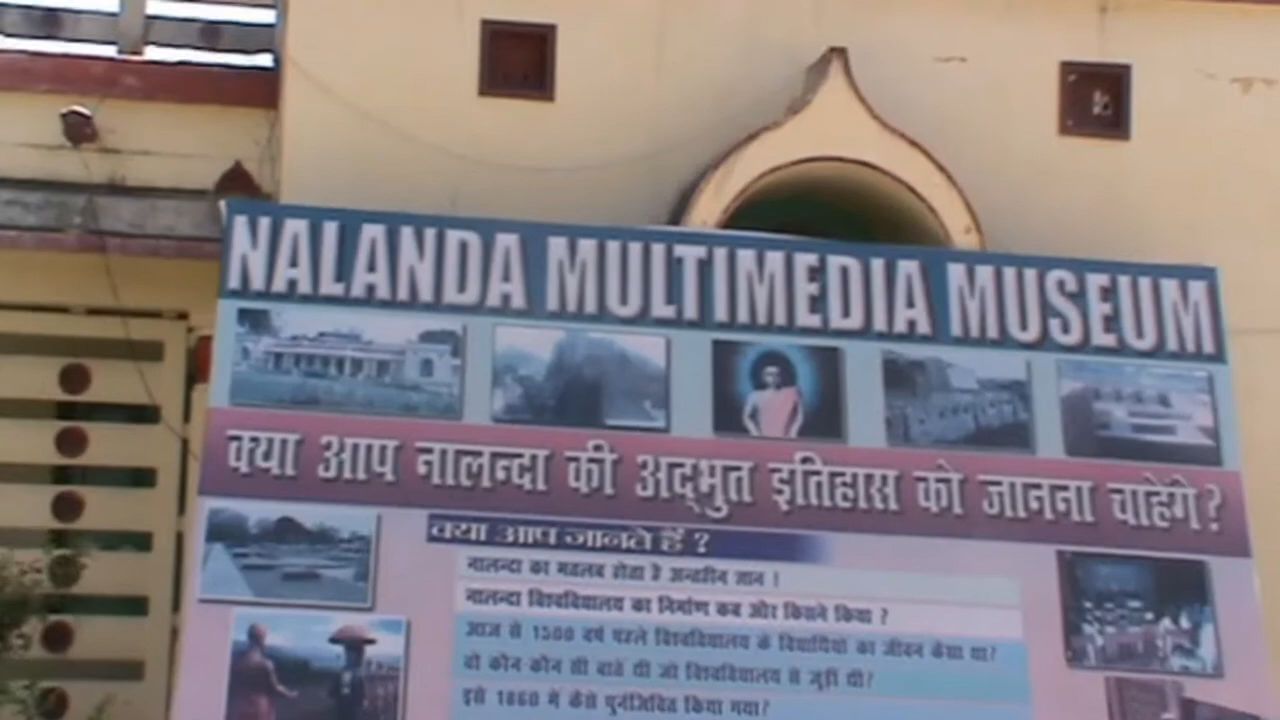 NALANDA MULTIMEDIA MUSEUM
क्या आप नालन्दा की अद्भुत इतिहास को जानना चाहेगे?
क्या आप जानते हैं ?
नालन्दा का मतलब होता है अन्तहीन ज्ञान !
नालन्दा विश्वविद्यालय का निर्माण कब और किसने किया ?
आज से 1500 वर्ष पहले विश्वविद्यालय के विद्यार्थियों का जीवन कैसा था?
वो कौन-कौन सी बातें थी जो विश्वविद्यालय से जुड़ी थी?
इसे 1860 में कैसे पुर्नजिवित किया गया?